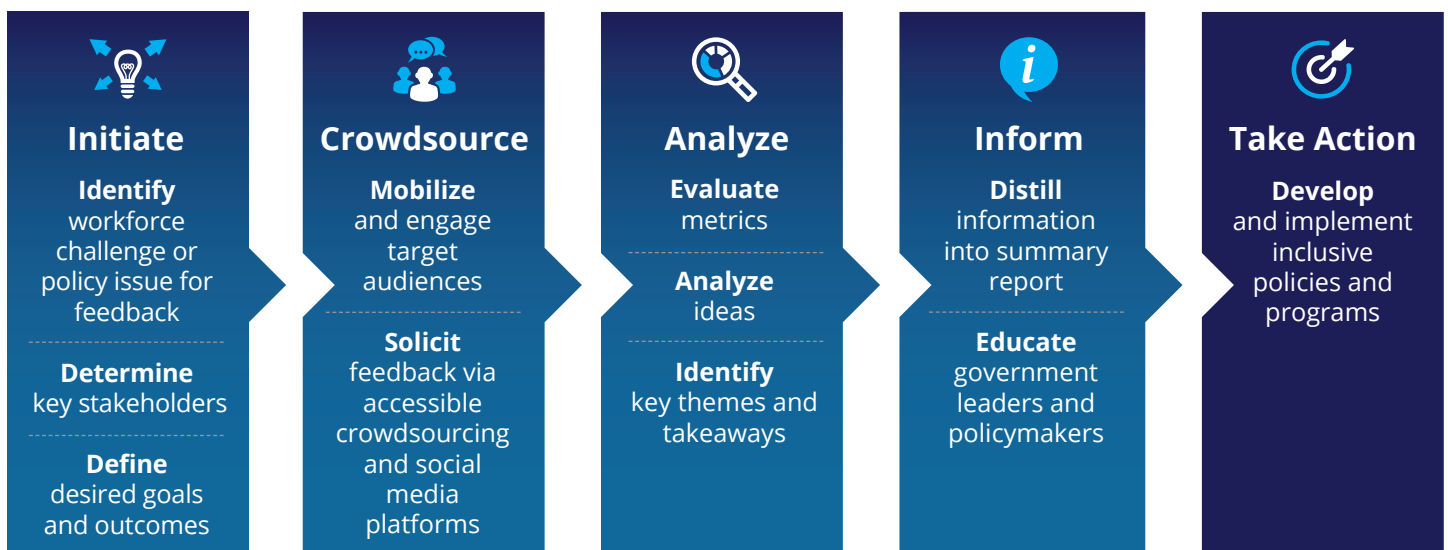 Initiate
Identify
workforce
challenge or
policy issue for
feedback
Determine
key stakeholders
Define
desired goals
and outcomes
Crowdsource
Mobilize
and engage
target
audiences
Solicit
feedback via
accessible
crowdsourcing
and social
media
platforms
Analyze
Evaluate
metrics
Analyze
ideas
Identify
key themes and
takeaways
i
Inform
Distill
information
into summary
report
Educate
government
leaders and
policymakers
Take Action
Develop
and implement
inclusive
policies and
programs